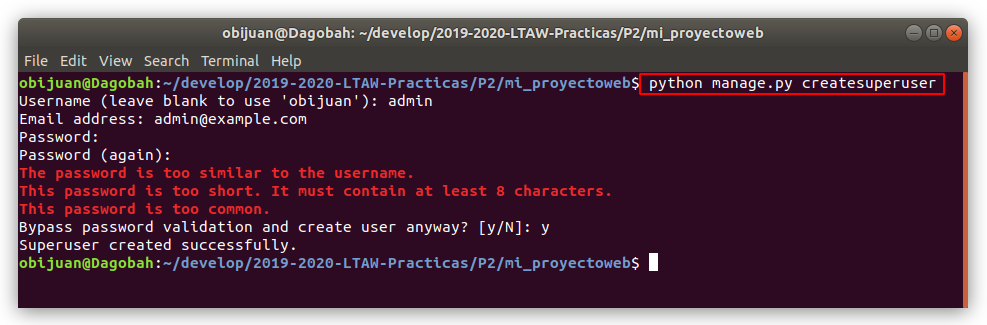 obijuan@Dagobah: ~/develop/2019-2020-LTAW-Practicas/P2/mi_proyectoweb
File Edit View Search Terminal Help
obijuan@Dagobah:~/develop/2019-2020-LTAW-Practicas/P2/mi_proyectoweb$ python manage.py createsuperuser
Username (leave blank to use 'obijuan'): admin
Email address: admin@example.com
Password:
Password (again):
The password is too similar to the username.
This password is too short. It must contain at least 8 characters.
This password is too common.
Bypass password validation and create user anyway? [y/N]: y
Superuser created successfully.
obijuan@Dagobah:~/develop/2019-2020-LTAW-Practicas/P2/mi_proyectoweb$